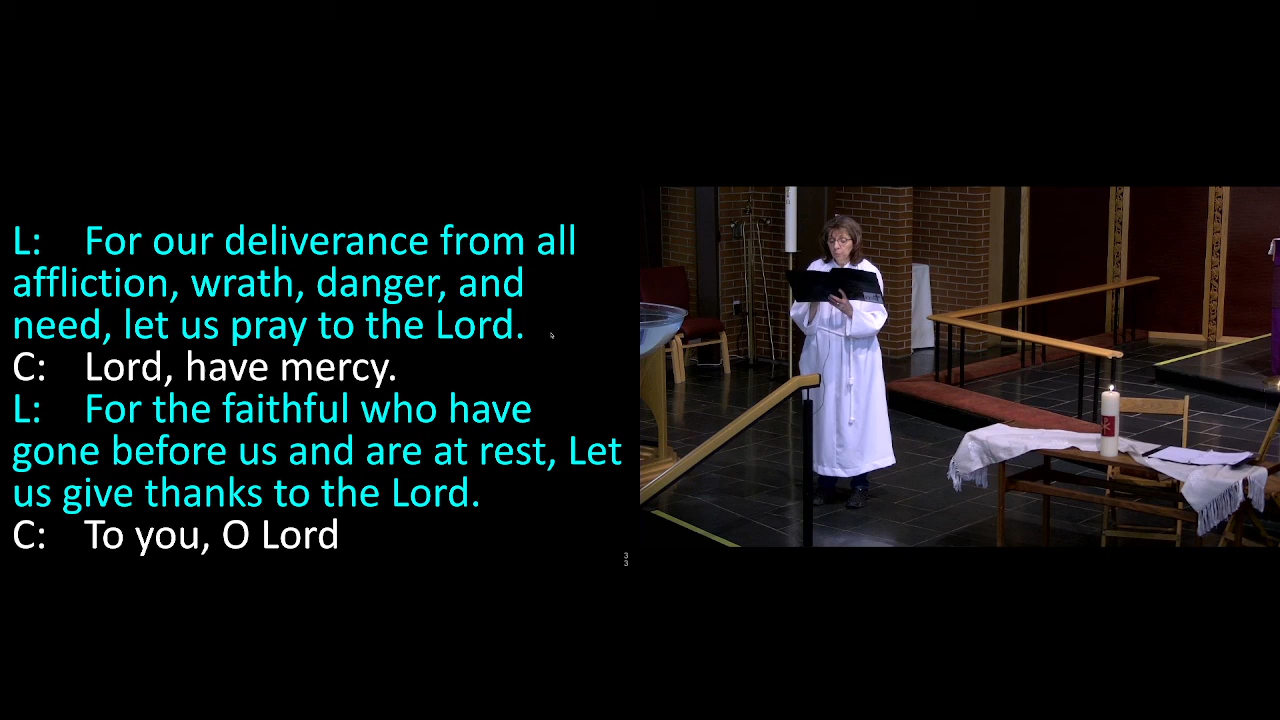 L: For our deliverance from all
affliction, wrath, danger, and
need, let us pray to the Lord.
C: Lord, have mercy.
L: For the faithful who have
gone before us and are at rest, Let
us give thanks to the Lord.
C: To you, O Lord
3
3